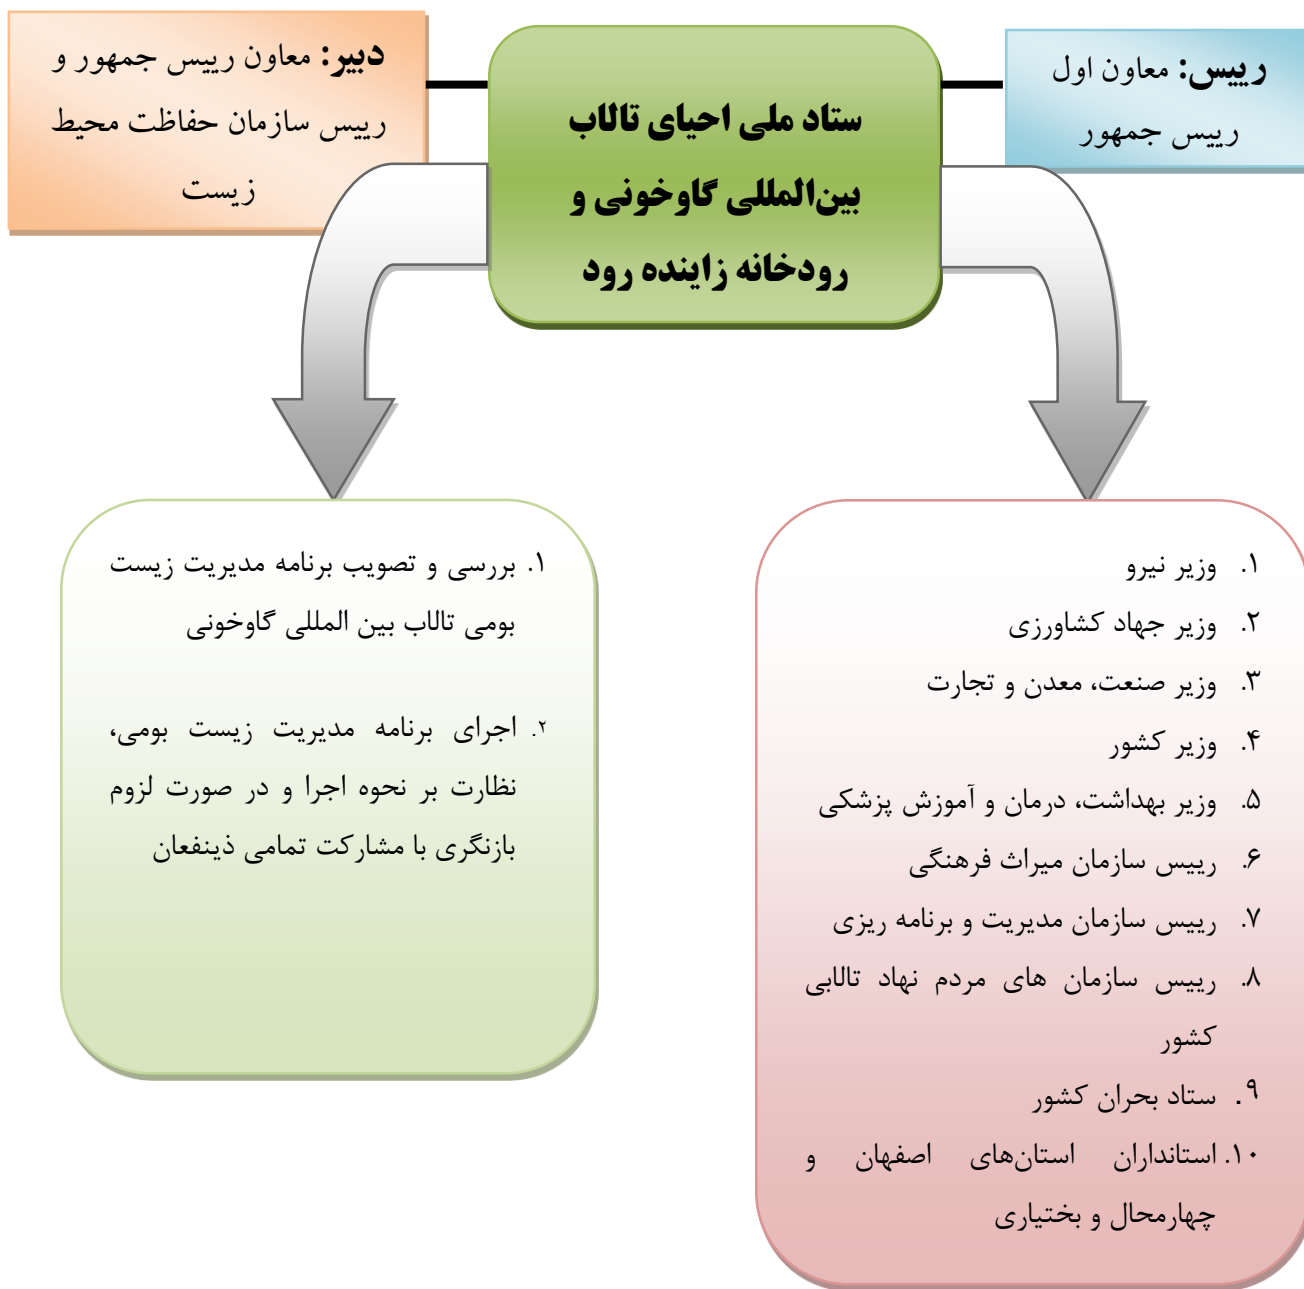 رییس: معاون اول
رییس جمهور
ستاد ملی احیای تالاب
بین‌المللی گاوخونی و
رودخانه زاینده رود
دبیر: معاون رییس جمهور و
رییس سازمان حفاظت محیط
زیست
۱. وزیر نیرو
۲. وزیر جهاد کشاورزی
۳. وزیر صنعت، معدن و تجارت
۴. وزیر کشور
۵. وزیر بهداشت، درمان و آموزش پزشکی
۶. رییس سازمان میراث فرهنگی
۷. رییس سازمان مدیریت و برنامه ریزی
۸. رییس سازمان های مردم نهاد تالابی
کشور
۹. ستاد بحران کشور
۱۰. استانداران استان‌های اصفهان و
چهارمحال و بختیاری
۱. بررسی و تصویب برنامه مدیریت زیست
بومی تالاب بین المللی گاوخونی
۲. اجرای برنامه مدیریت زیست بومی،
نظارت بر نحوه اجرا و در صورت لزوم
بازنگری با مشارکت تمامی ذینفعان